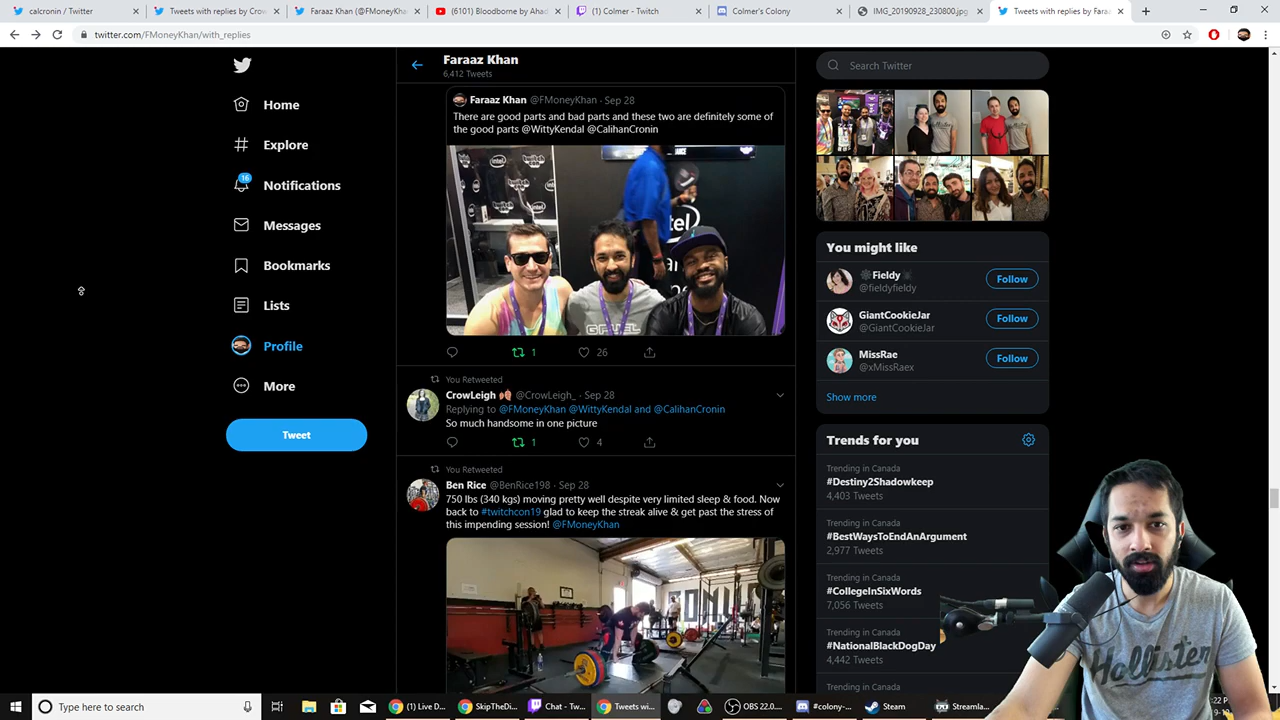 calcronin / Twitter
Tweets with replies by Crow
Faraaz Khan (@FMoneyKha
(6101) Bloodborne by Ahad
(1) Colmer - Twitch
Colmer's Colony
IMG_20190928_230800.jpg
Tweets with replies by Fara
twitter.com/FMoneyKhan/with_replies
Home
Explore
16
Notifications
Messages
Bookmarks
Lists
Profile
More
Tweet
Faraaz Khan
6,412 Tweets
Faraaz Khan @FMoneyKhan · Sep 28
There are good parts and bad parts and these two are definitely some of
the good parts @WittyKendal @CalihanCronin
intel
G FUEL
1
26
You Retweeted
CrowLeigh @CrowLeigh_ · Sep 28
Replying to @FMoneyKhan @WittyKendal and @CalihanCronin
So much handsome in one picture
1
4
You Retweeted
Ben Rice @BenRice198 · Sep 28
750 lbs (340 kgs) moving pretty well despite very limited sleep & food. Now
back to #twitchcon19 glad to keep the streak alive & get past the stress of
this impending session! @FMoneyKhan
Search Twitter
You might like
Fieldy
@fieldyfieldy
Follow
GiantCookieJar
@GiantCookieJar
Follow
MissRae
@xMissRaex
Follow
Show more
Trends for you
Trending in Canada
#Destiny2Shadowkeep
4,403 Tweets
Trending in Canada
#BestWaysToEndAnArgument
2,977 Tweets
Trending in Canada
#CollegeInSixWords
7,056 Tweets
Trending in Canada
#NationalBlackDogDay
4,442 Tweets
Hollister
Type here to search
(1) Live D...
SkipTheDi...
Chat - Tw...
Tweets wi...
OBS 22.0....
#colony-...
Steam
Streamla...